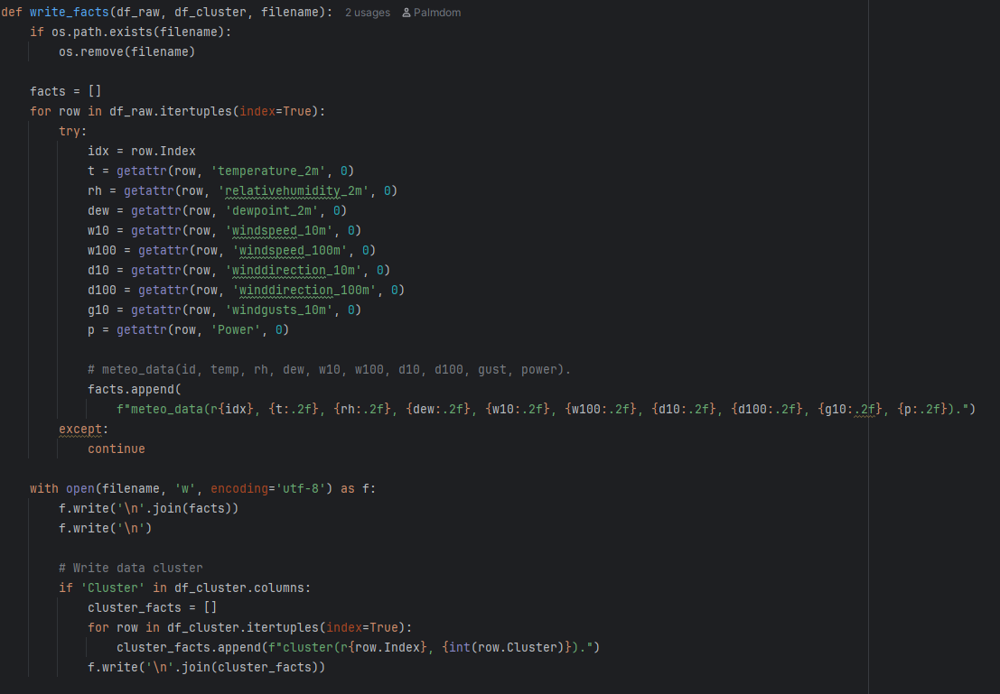 def write_facts(df_raw, df_cluster, filename): 2 usages Palmdom
    if os.path.exists(filename):
        os.remove(filename)

    facts = []
    for row in df_raw.itertuples(index=True):
        try:
            idx = row.Index
            t = getattr(row, 'temperature_2m', 0)
            rh = getattr(row, 'relativehumidity_2m', 0)
            dew = getattr(row, 'dewpoint_2m', 0)
            w10 = getattr(row, 'windspeed_10m', 0)
            w100 = getattr(row, 'windspeed_100m', 0)
            d10 = getattr(row, 'winddirection_10m', 0)
            d100 = getattr(row, 'winddirection_100m', 0)
            g10 = getattr(row, 'windgusts_10m', 0)
            p = getattr(row, 'Power', 0)

            # meteo_data(id, temp, rh, dew, w10, w100, d10, d100, gust, power).
            facts.append(
                f"meteo_data(r{idx}, {t:.2f}, {rh:.2f}, {dew:.2f}, {w10:.2f}, {w100:.2f}, {d10:.2f}, {d100:.2f}, {g10:.2f}, {p:.2f}).")
        except:
            continue

    with open(filename, 'w', encoding='utf-8') as f:
        f.write('\n'.join(facts))
        f.write('\n')

        # Write data cluster
        if 'Cluster' in df_cluster.columns:
            cluster_facts = []
            for row in df_cluster.itertuples(index=True):
                cluster_facts.append(f"cluster(r{row.Index}, {int(row.Cluster)}).")
            f.write('\n'.join(cluster_facts))